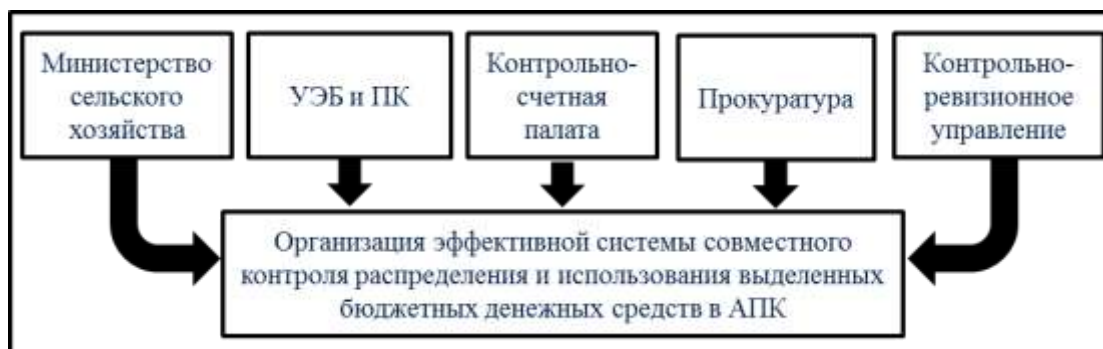 Министерство
сельского
хозяйства
УЭБ и ПК
Контрольно-
счетная
палата
Прокуратура
Контрольно-
ревизионное
управление
Организация эффективной системы совместного
контроля распределения и использования выделенных
бюджетных денежных средств в АПК